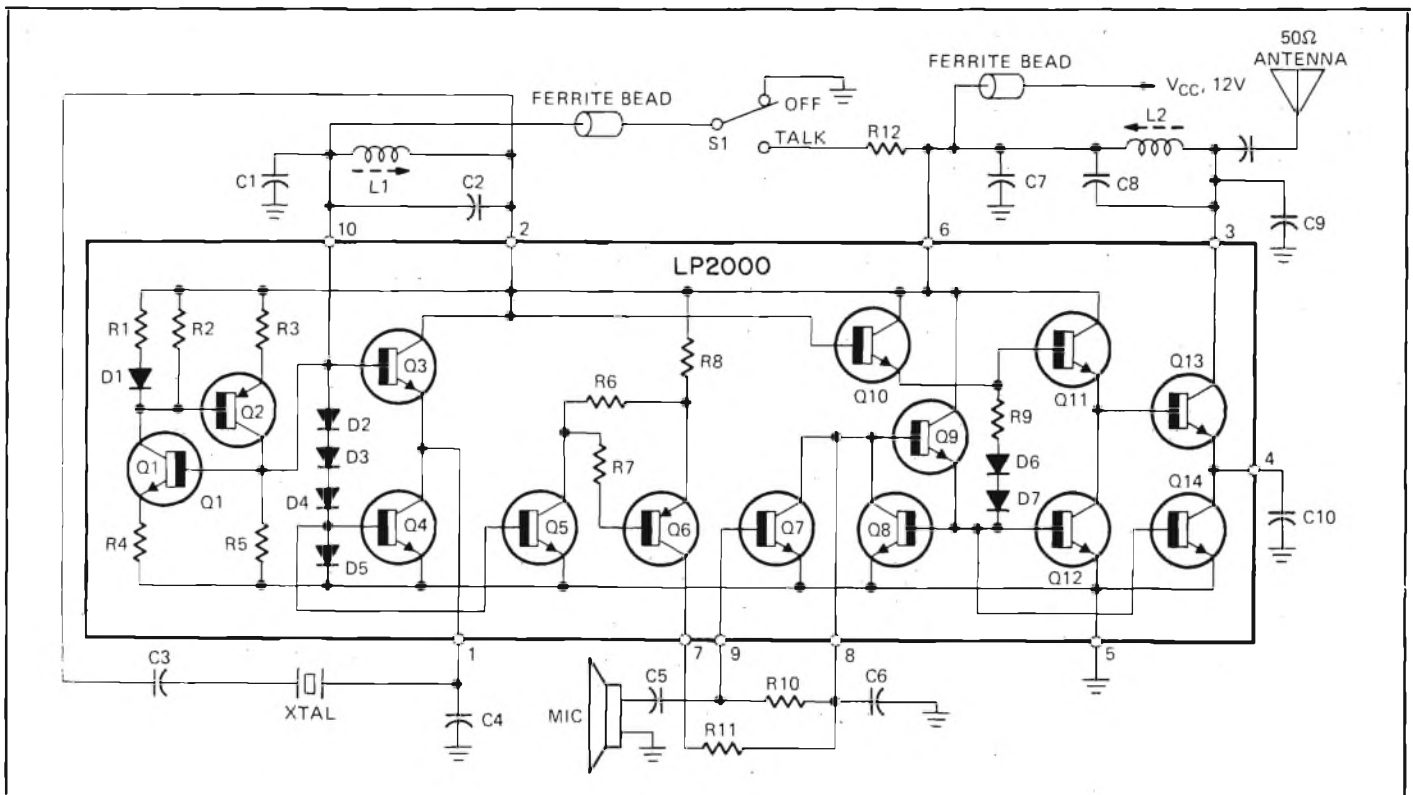 50Ω
ANTENNA
FERRITE BEAD
VCC, 12V
FERRITE BEAD
OFF
S1
TALK
R12
L2
C1
L1
C2
C7
C8
C9
10
2
6
3
LP2000
R1
R2
R3
D1
Q2
Q1
Q1
R4
R5
D2
D3
D4
D5
Q3
Q4
R6
R7
R8
Q5
Q6
Q10
Q9
Q7
Q8
R9
D6
D7
Q11
Q12
Q13
Q14
4
C10
1
7
9
8
5
C3
XTAL
C4
MIC
C5
R10
C6
R11